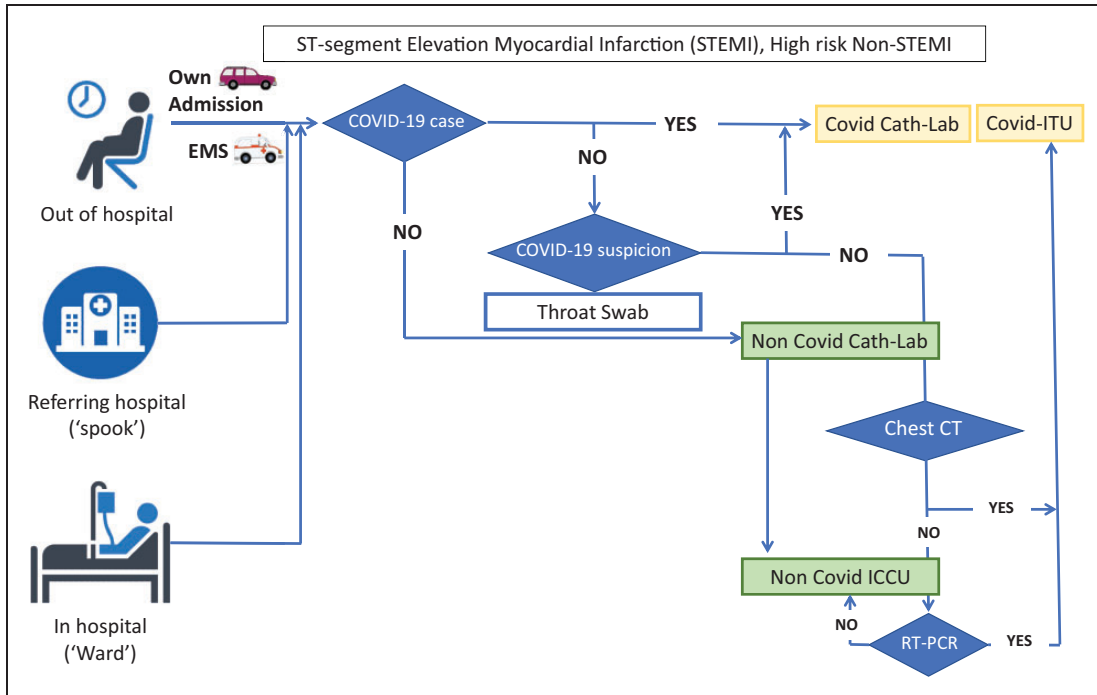 ST-segment Elevation Myocardial Infarction (STEMI), High risk Non-STEMI
Own
Admission
EMS
Out of hospital
Referring hospital
('spook')
In hospital
('Ward')
COVID-19 case
YES
Covid Cath-Lab
Covid-ITU
NO
NO
COVID-19 suspicion
YES
NO
Throat Swab
Non Covid Cath-Lab
Chest CT
YES
NO
Non Covid ICCU
NO
RT-PCR
YES